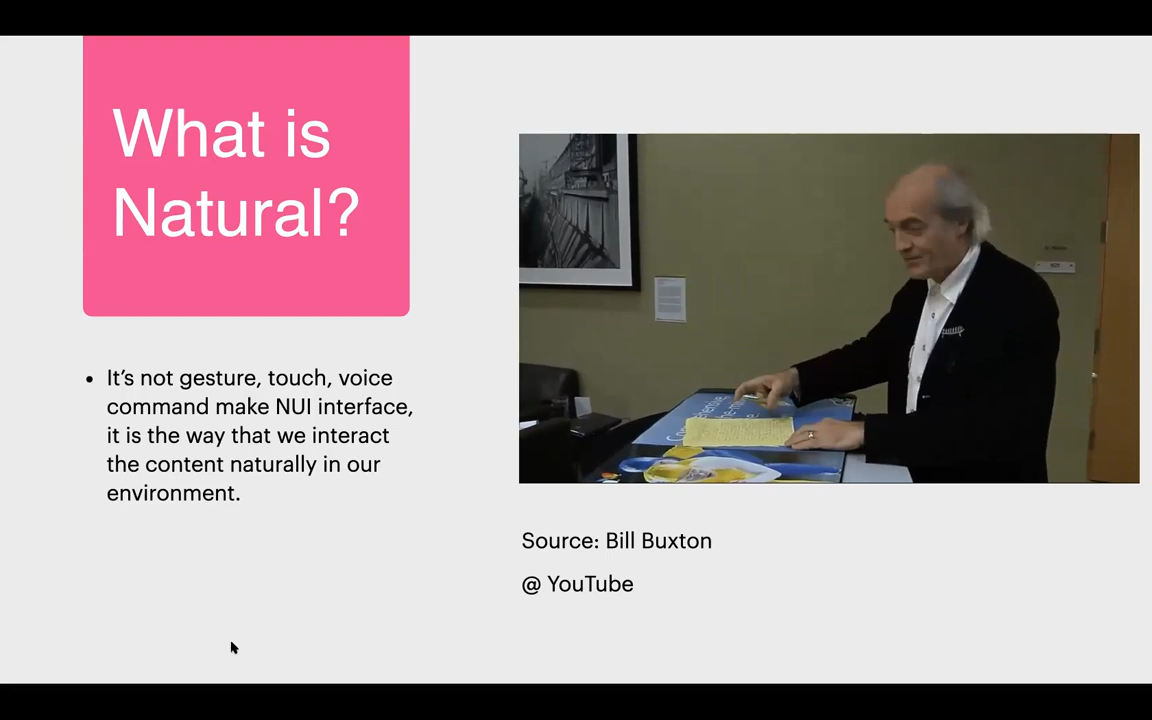 What is
Natural?
It’s not gesture, touch, voice
command make NUI interface,
it is the way that we interact
the content naturally in our
environment.
Source: Bill Buxton
@ YouTube